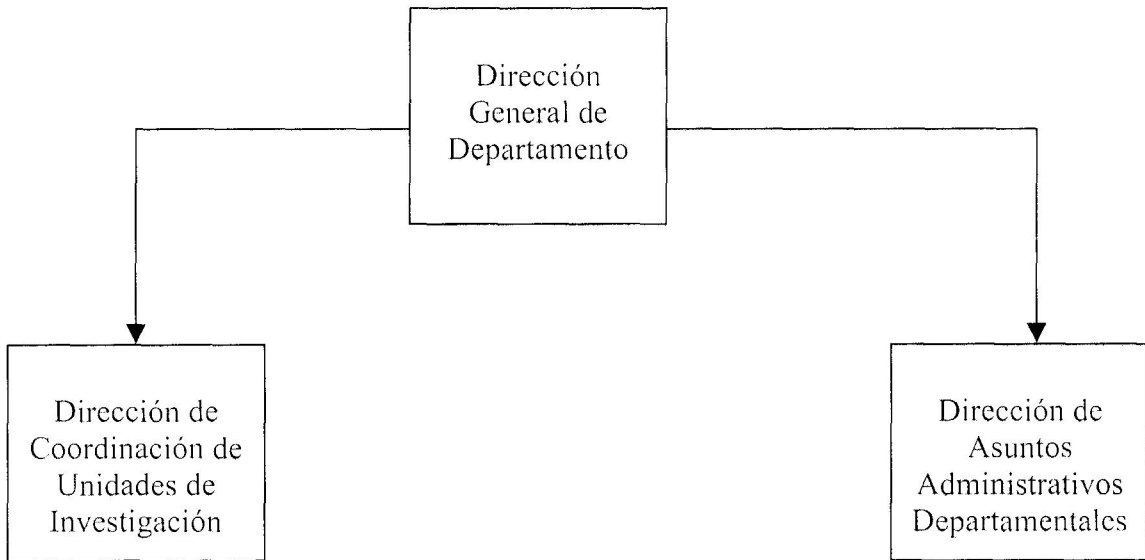 Dirección
General de
Departamento
Dirección de
Coordinación de
Unidades de
Investigación
Dirección de
Asuntos
Administrativos
Departamentales